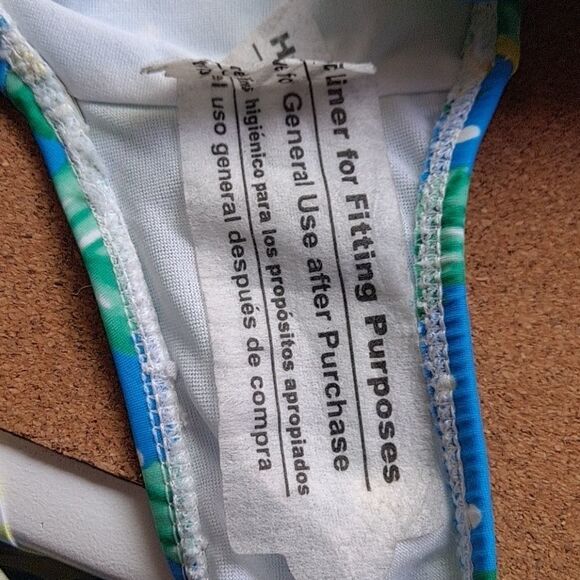 Liner for Fitting Purposes
General Use after Purchase
higiénico para los propósitos apropiados
uso general después de compra